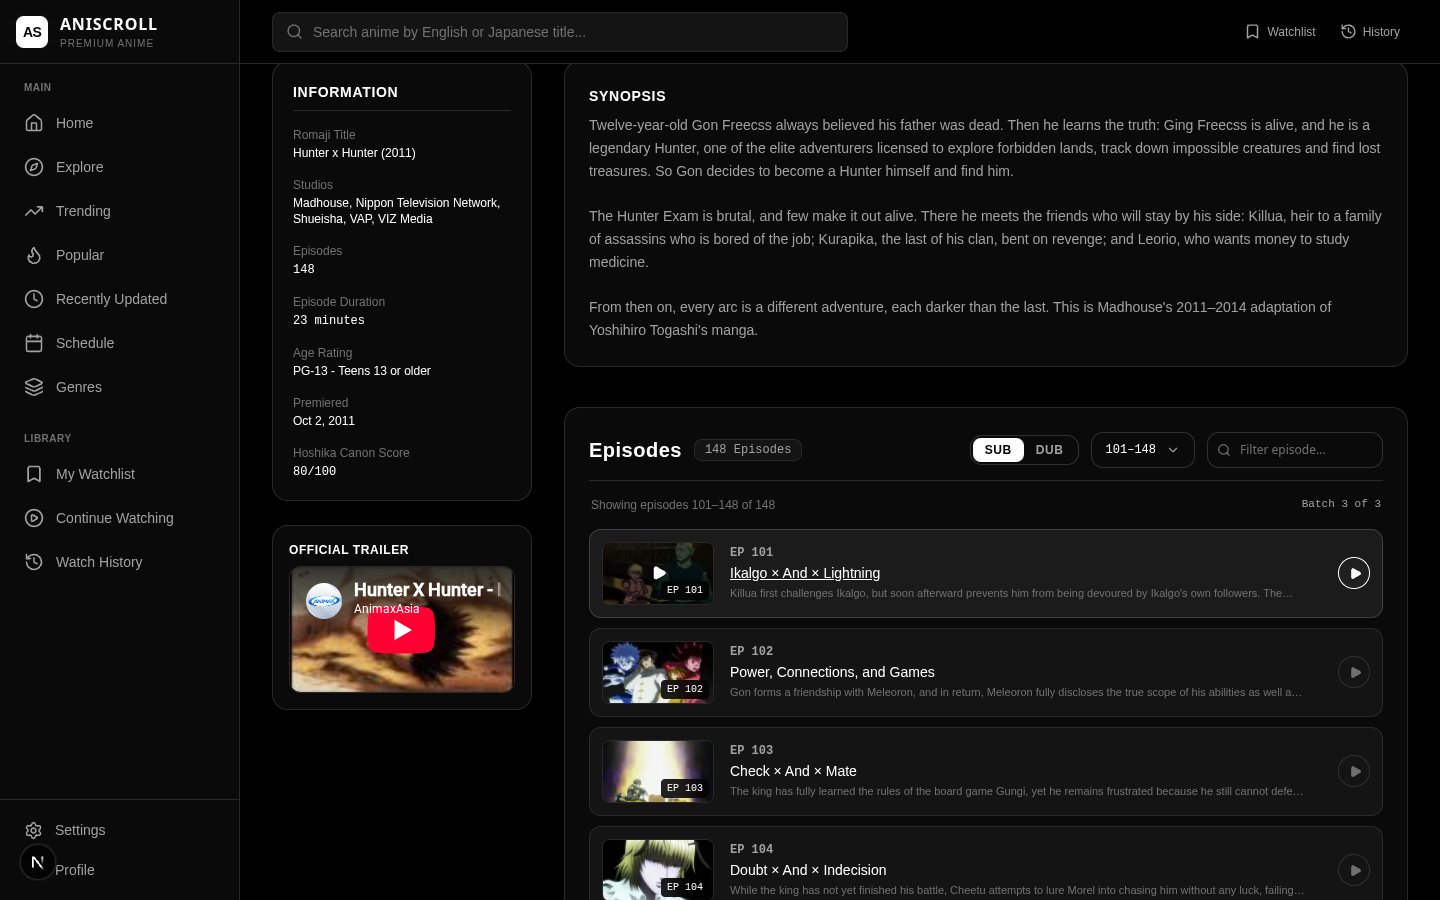 AS
ANISCROLL
PREMIUM ANIME
Search anime by English or Japanese title...
Watchlist
History
MAIN
Home
Explore
Trending
Popular
Recently Updated
Schedule
Genres
LIBRARY
My Watchlist
Continue Watching
Watch History
Settings
N
Profile
INFORMATION
Romaji Title
Hunter x Hunter (2011)
Studios
Madhouse, Nippon Television Network,
Shueisha, VAP, VIZ Media
Episodes
148
Episode Duration
23 minutes
Age Rating
PG-13 - Teens 13 or older
Premiered
Oct 2, 2011
Hoshika Canon Score
80/100
OFFICIAL TRAILER
ANIMAX
Hunter X Hunter -
AnimaxAsia
SYNOPSIS
Twelve-year-old Gon Freecss always believed his father was dead. Then he learns the truth: Ging Freecss is alive, and he is a
legendary Hunter, one of the elite adventurers licensed to explore forbidden lands, track down impossible creatures and find lost
treasures. So Gon decides to become a Hunter himself and find him.
The Hunter Exam is brutal, and few make it out alive. There he meets the friends who will stay by his side: Killua, heir to a family
of assassins who is bored of the job; Kurapika, the last of his clan, bent on revenge; and Leorio, who wants money to study
medicine.
From then on, every arc is a different adventure, each darker than the last. This is Madhouse's 2011–2014 adaptation of
Yoshihiro Togashi's manga.
Episodes
148 Episodes
SUB
DUB
101–148
Filter episode...
Showing episodes 101–148 of 148
Batch 3 of 3
EP 101
EP 101
Ikalgo × And × Lightning
Killua first challenges Ikalgo, but soon afterward prevents him from being devoured by Ikalgo's own followers. The…
EP 102
EP 102
Power, Connections, and Games
Gon forms a friendship with Meleoron, and in return, Meleoron fully discloses the true scope of his abilities as well a…
EP 103
EP 103
Check × And × Mate
The king has fully learned the rules of the board game Gungi, yet he remains frustrated because he still cannot defe…
EP 104
EP 104
Doubt × And × Indecision
While the king has not yet finished his battle, Cheetu attempts to lure Morel into chasing him without any luck, failing…